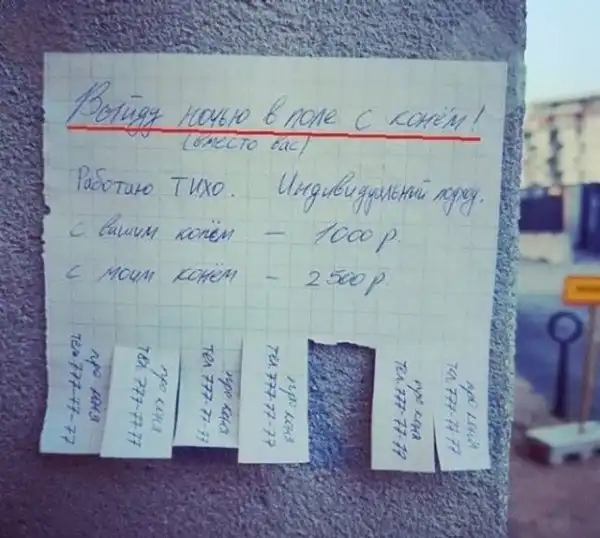 Выйду ночью в поле с конём!
(вместо вас)
Работаю ТИХО. Индивидуальный подход.
С вашим конём – 1000 р.
С моим конём – 2500 р.
про коня
тел. 777-77-77
про коня
тел. 777-77-77
про коня
тел. 777-77-77
про коня
тел. 777-77-77
про коня
тел. 777-77-77
про коня
тел. 777-77-77